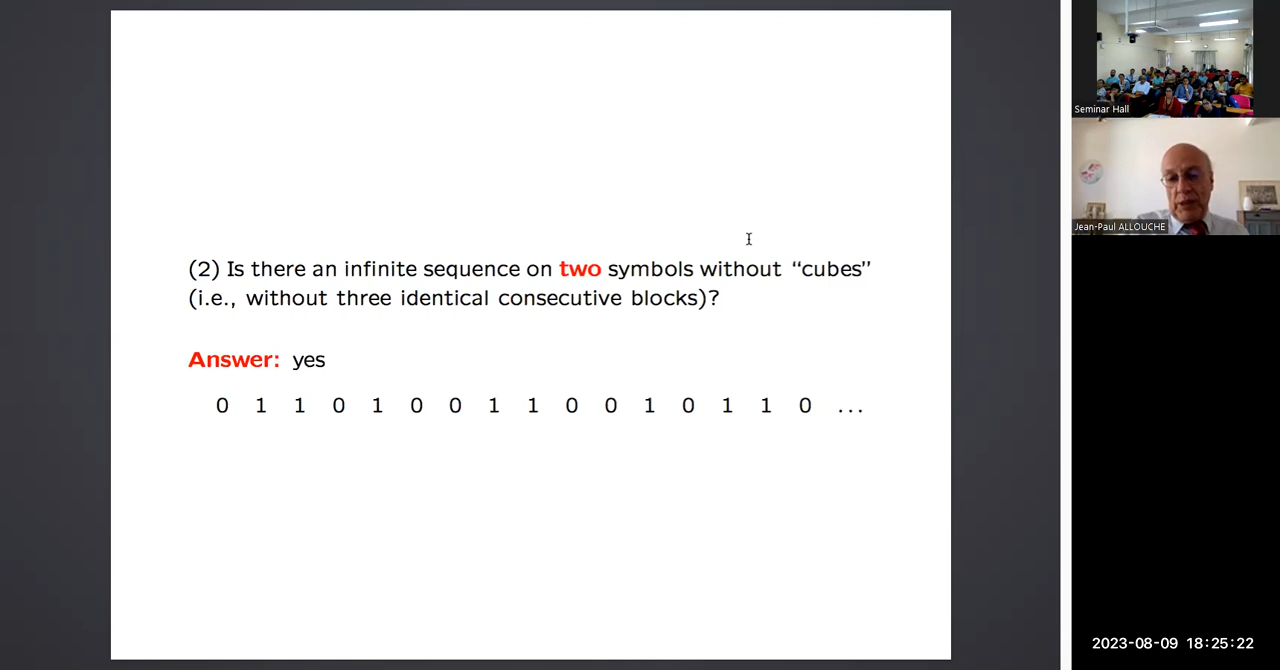 (2) Is there an infinite sequence on two symbols without “cubes”
(i.e., without three identical consecutive blocks)?
Answer: yes
0 1 1 0 1 0 0 1 1 0 0 1 0 1 1 0 ...
Seminar Hall
Jean-Paul ALLOUCHE
2023-08-09 18:25:22